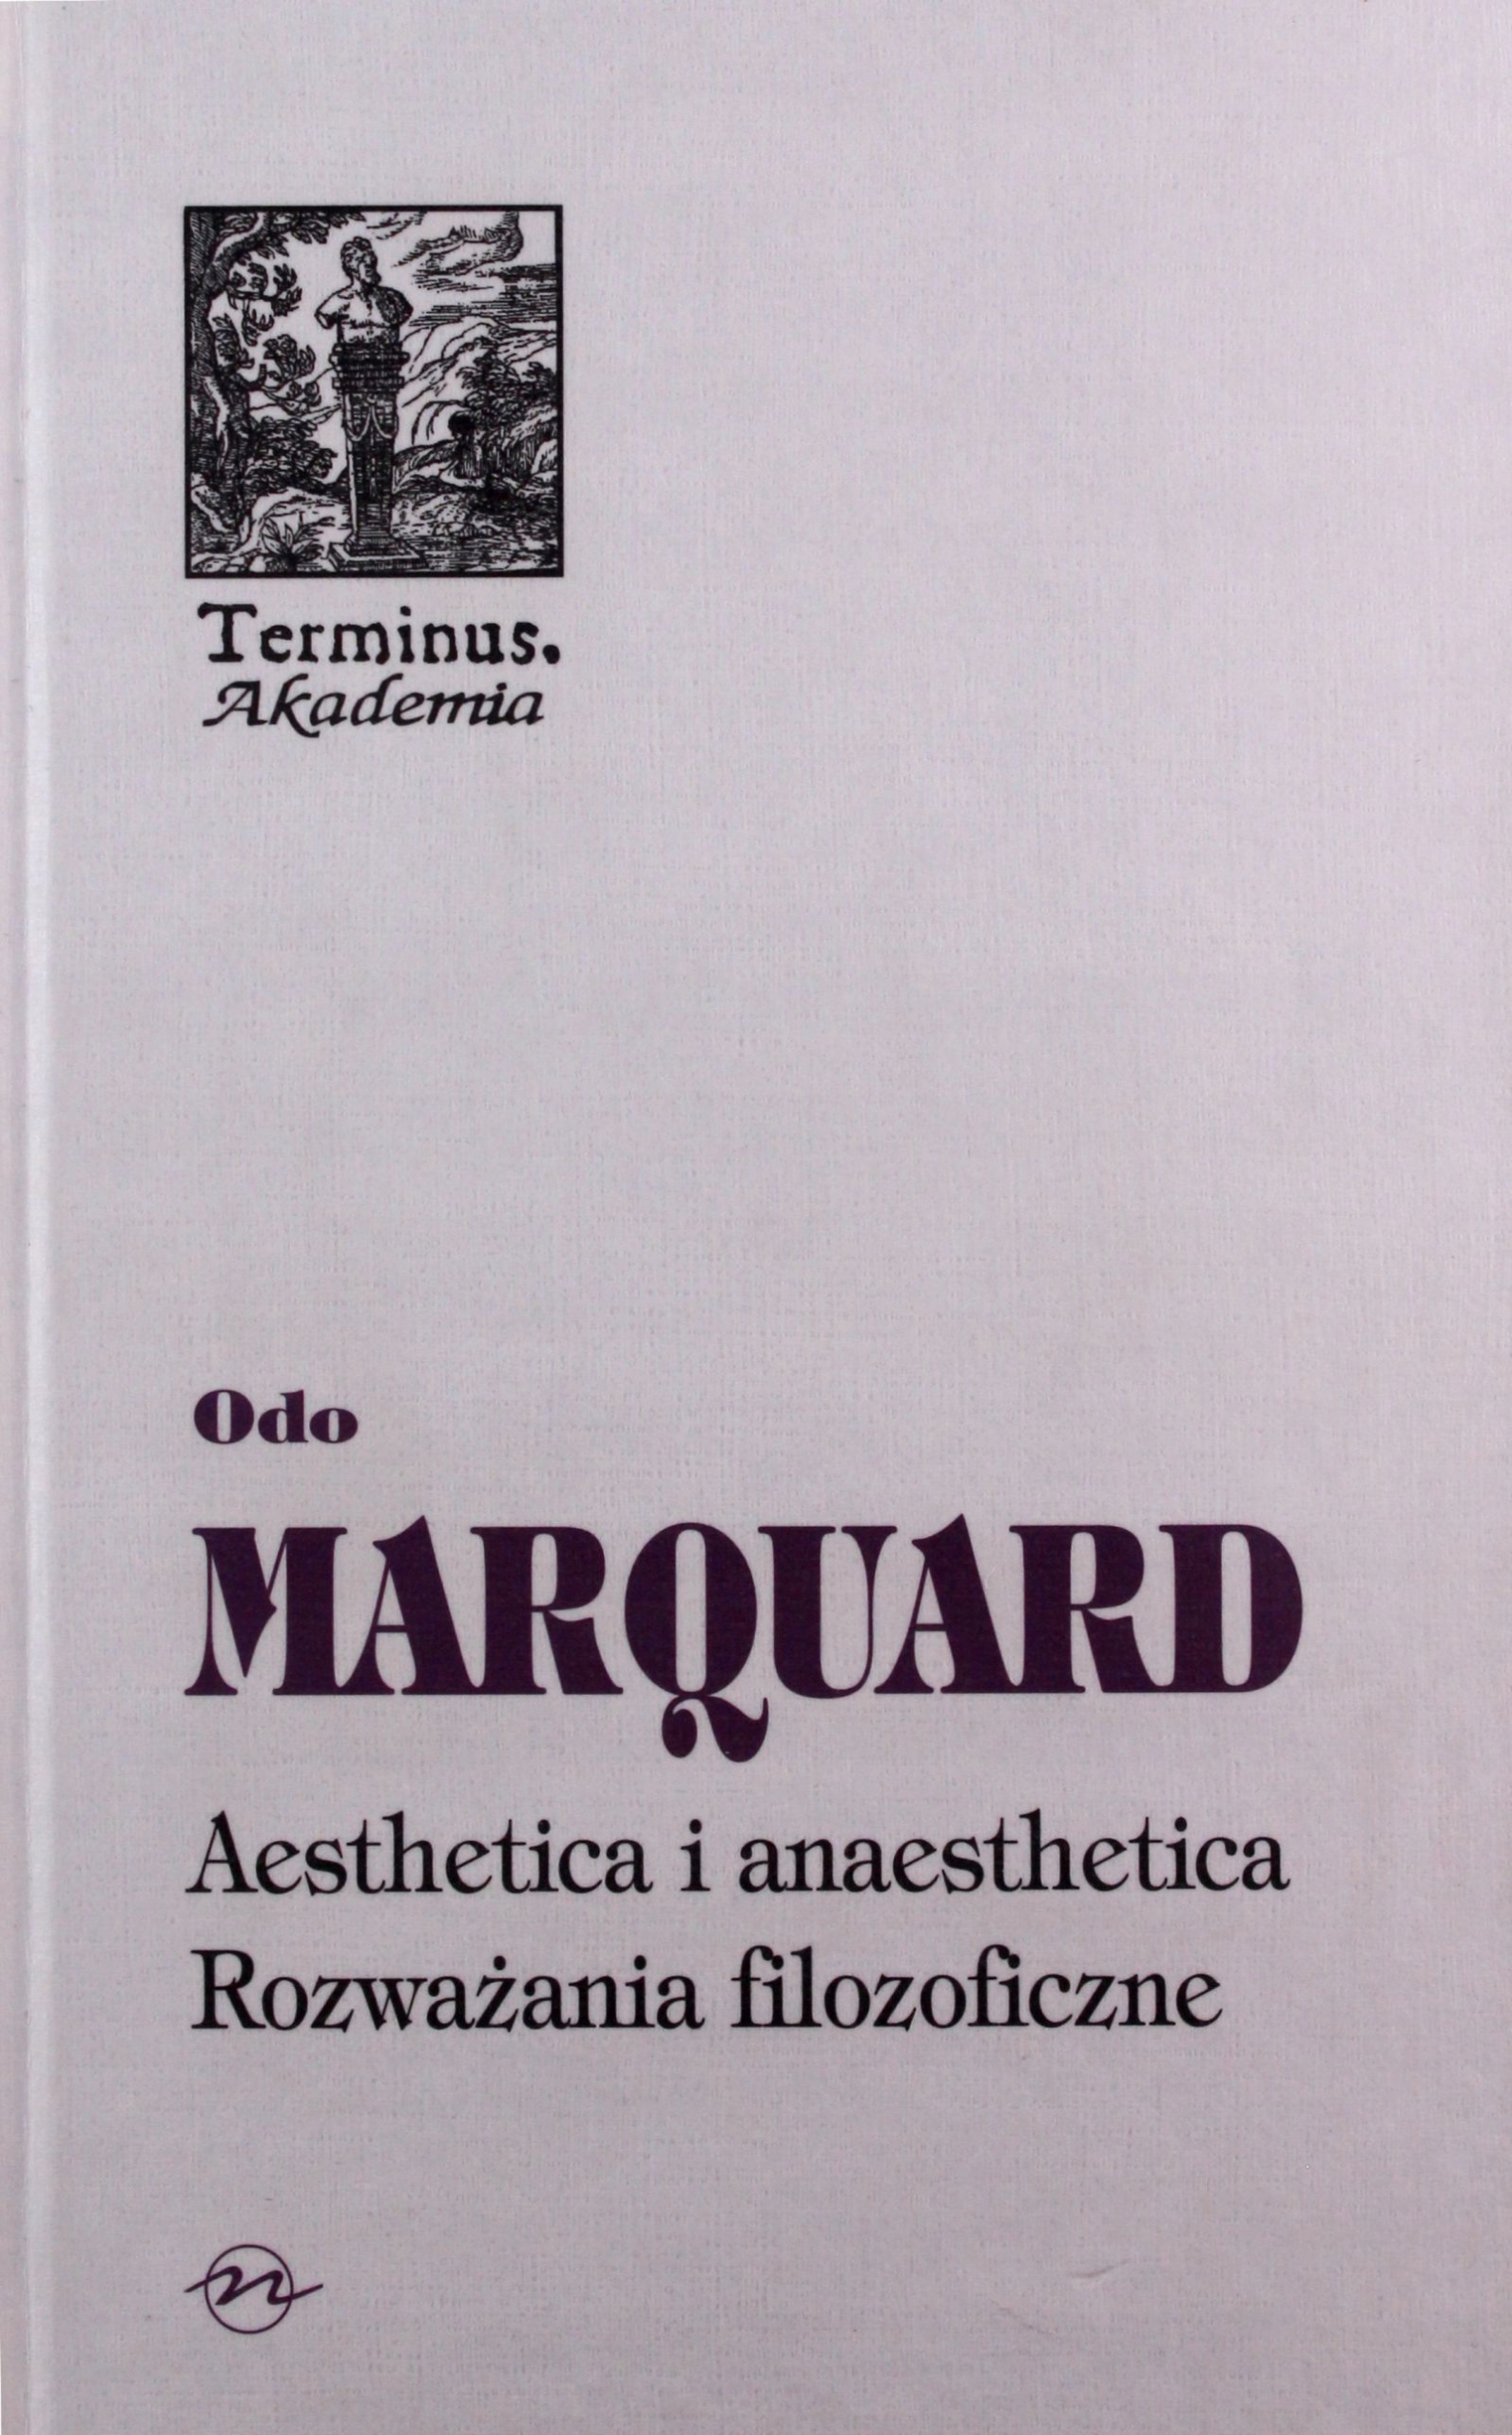 Terminus.
Akademia
Odo
MARQUARD
Aesthetica i anaesthetica
Rozważania filozoficzne
n